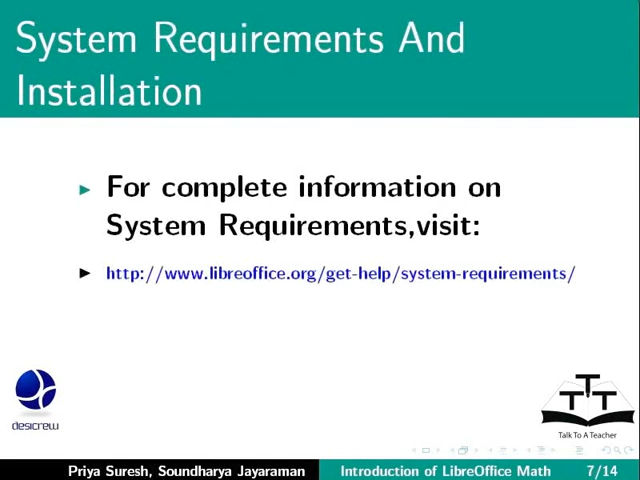 System Requirements And
Installation
For complete information on
System Requirements,visit:
http://www.libreoffice.org/get-help/system-requirements/
desicrew
TTT
Talk To A Teacher
Priya Suresh, Soundharya Jayaraman
Introduction of LibreOffice Math
7/14